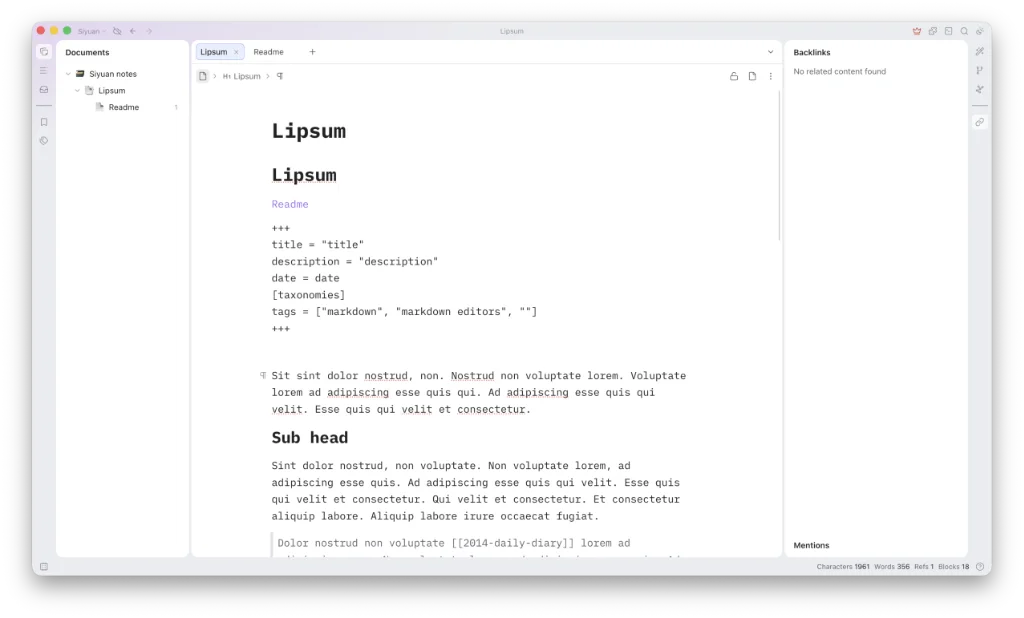 Siyuan
Lipsum
Documents
Siyuan notes
Lipsum
Readme 1
Lipsum
Readme
H1 Lipsum
Lipsum
Lipsum
Readme
+++
title = "title"
description = "description"
date = date
[taxonomies]
tags = ["markdown", "markdown editors", ""]
+++
Sit sint dolor nostrud, non. Nostrud non voluptate lorem. Voluptate
lorem ad adipiscing esse quis qui. Ad adipiscing esse quis qui
velit. Esse quis qui velit et consectetur.
Sub head
Sint dolor nostrud, non voluptate. Non voluptate lorem, ad
adipiscing esse quis. Ad adipiscing esse quis qui velit. Esse quis
qui velit et consectetur. Qui velit et consectetur. Et consectetur
aliquip labore. Aliquip labore irure occaecat fugiat.
Dolor nostrud non voluptate [[2014-daily-diary]] lorem ad
Backlinks
No related content found
Mentions
Characters 1961 Words 356 Refs 1 Blocks 18